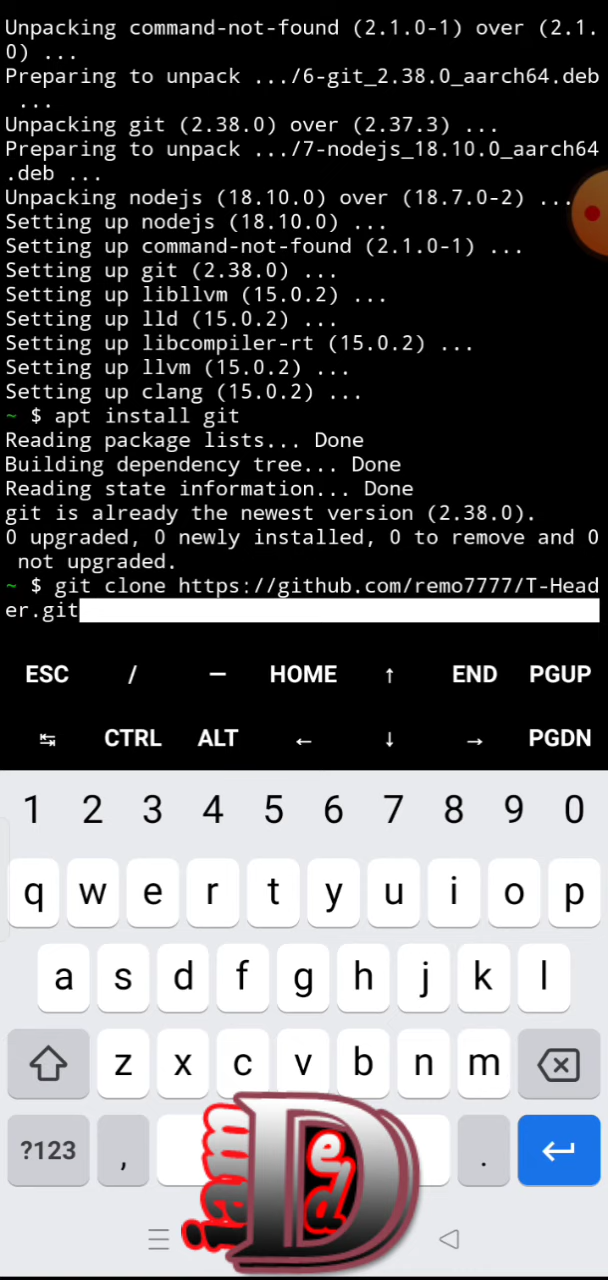 Unpacking command-not-found (2.1.0-1) over (2.1.
0) ...
Preparing to unpack .../6-git_2.38.0_aarch64.deb
 ...
Unpacking git (2.38.0) over (2.37.3) ...
Preparing to unpack .../7-nodejs_18.10.0_aarch64
.deb ...
Unpacking nodejs (18.10.0) over (18.7.0-2) ...
Setting up nodejs (18.10.0) ...
Setting up command-not-found (2.1.0-1) ...
Setting up git (2.38.0) ...
Setting up libllvm (15.0.2) ...
Setting up lld (15.0.2) ...
Setting up libcompiler-rt (15.0.2) ...
Setting up llvm (15.0.2) ...
Setting up clang (15.0.2) ...
~ $ apt install git
Reading package lists... Done
Building dependency tree... Done
Reading state information... Done
git is already the newest version (2.38.0).
0 upgraded, 0 newly installed, 0 to remove and 0
 not upgraded.
~ $ git clone https://github.com/remo7777/T-Head
er.git
ESC / — HOME ↑ END PGUP
↹ CTRL ALT ← ↓ → PGDN
1 2 3 4 5 6 7 8 9 0
q w e r t y u i o p
a s d f g h j k l
z x c v b n m
?123 , .
D